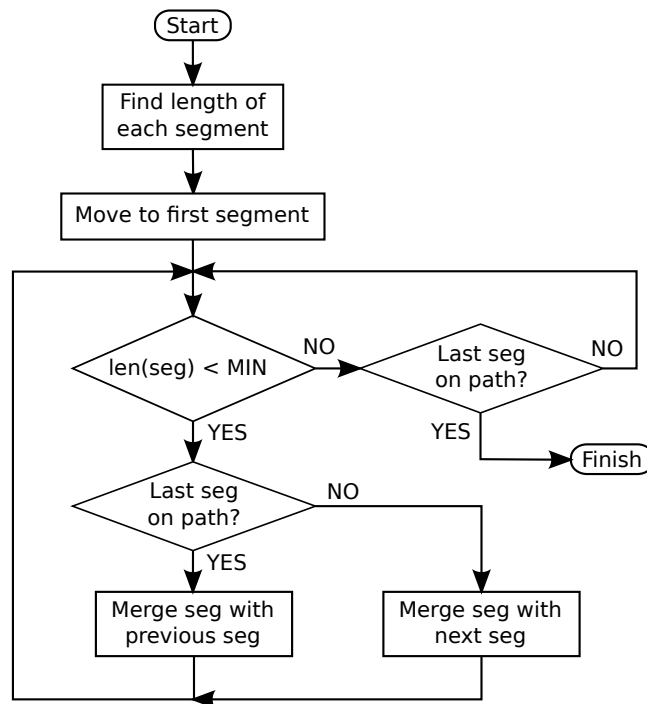 Start
Find length of
each segment
Move to first segment
len(seg) < MIN
NO
Last seg
on path?
NO
YES
YES
Finish
Last seg
on path?
NO
YES
Merge seg with
previous seg
Merge seg with
next seg